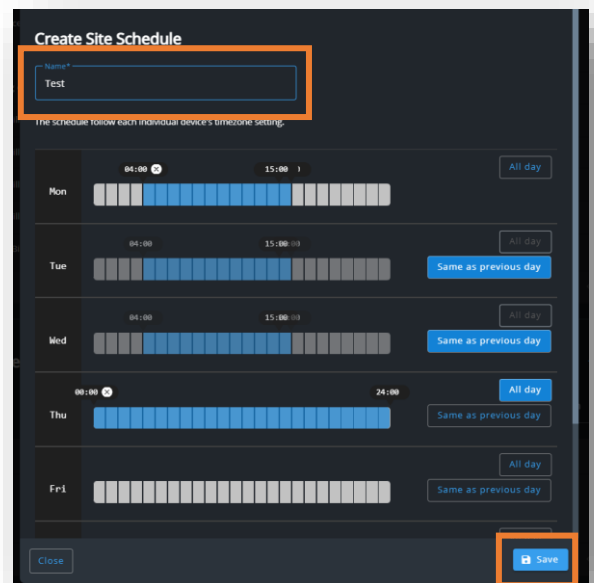 Create Site Schedule
Name*
Test
The schedule follow each individual device's timezone setting.
04:00 15:00 All day
Mon
04:00 15:00 All day
Tue Same as previous day
04:00 15:00 All day
Wed Same as previous day
00:00 24:00 All day
Thu Same as previous day
All day
Fri Same as previous day
Close Save